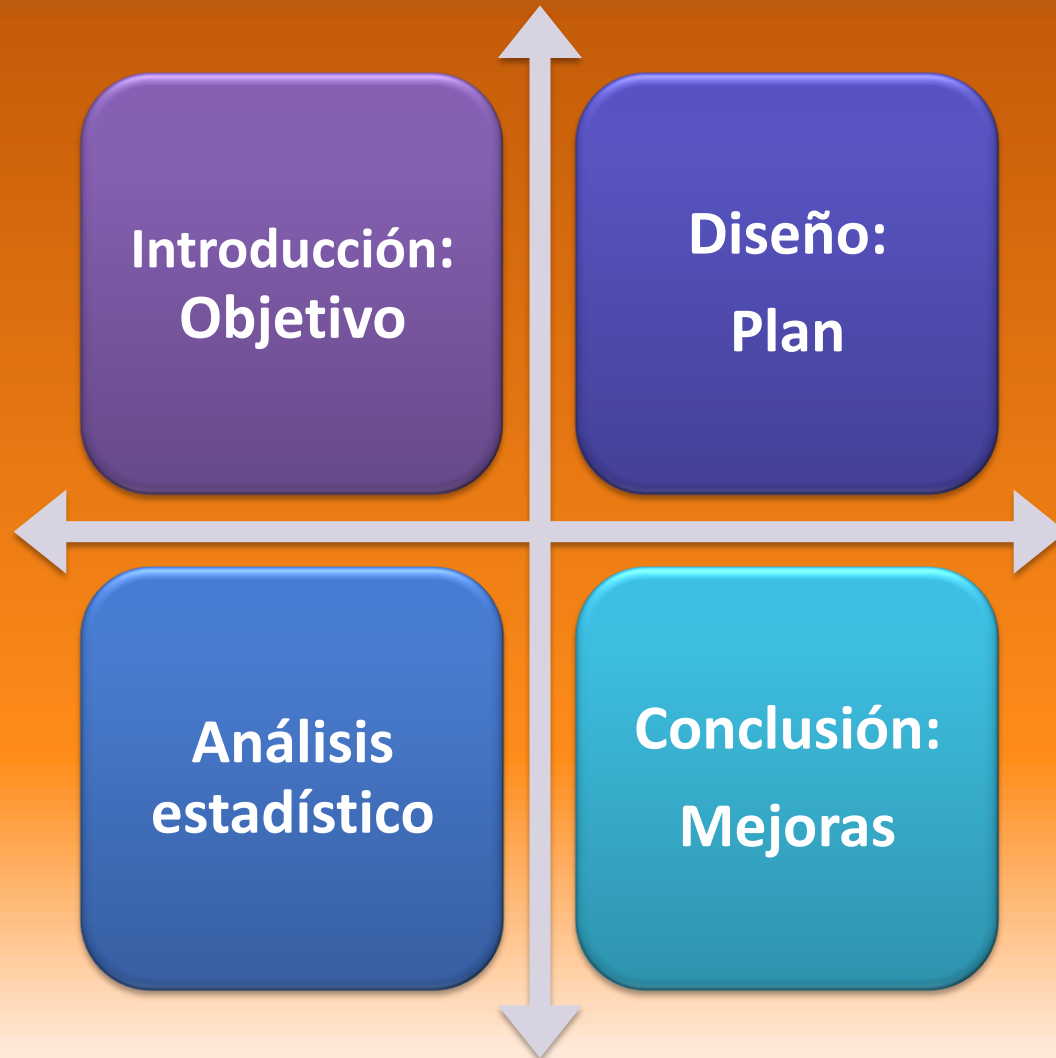 Introducción:
Objetivo
Diseño:
Plan
Análisis
estadístico
Conclusión:
Mejoras